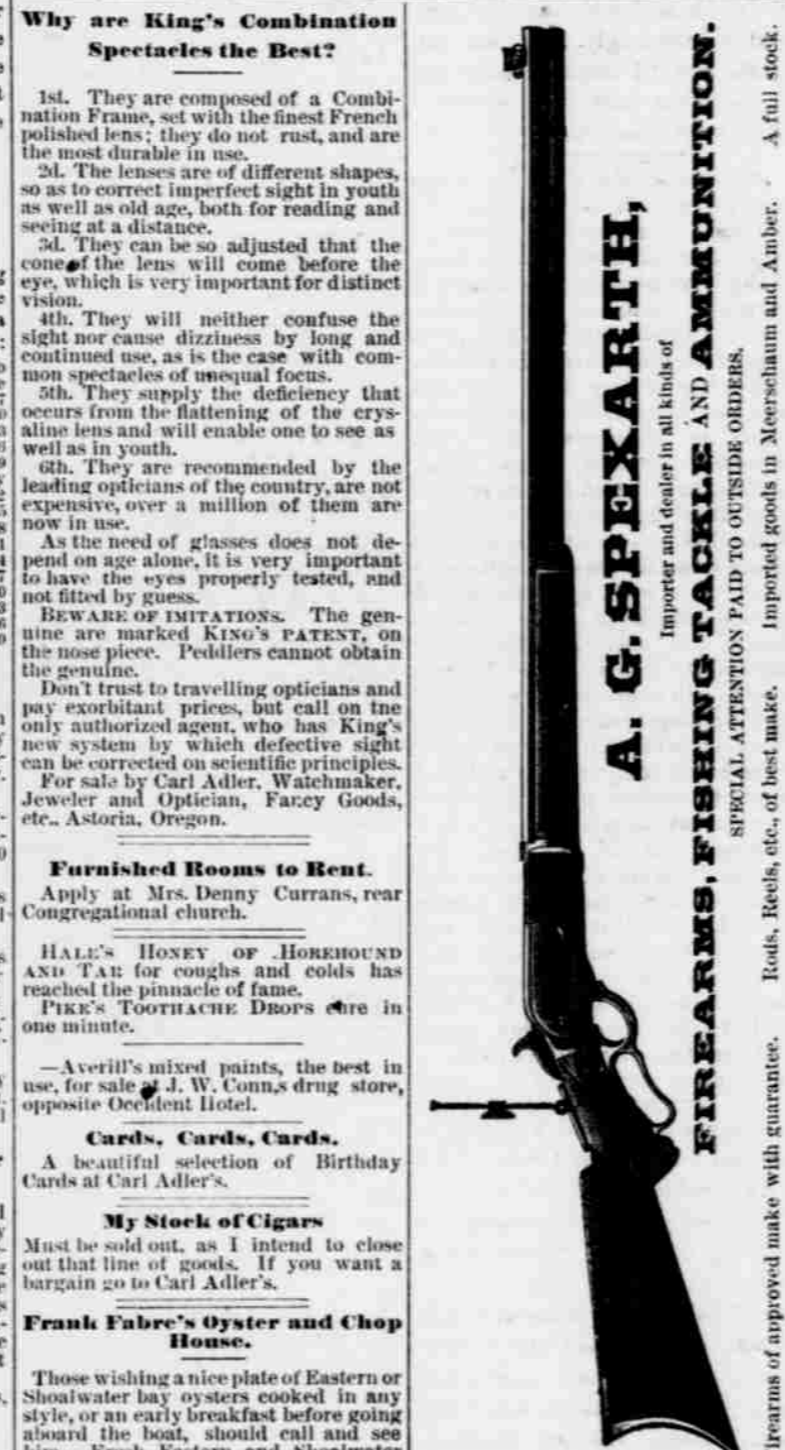 Why are King's Combination
Spectacles the Best?
1st. They are composed of a Combi-
nation Frame, set with the finest French
polished lens; they do not rust, and are
the most durable in use.
2d. The lenses are of different shapes,
so as to correct imperfect sight in youth
as well as old age, both for reading and
seeing at a distance.
3d. They can be so adjusted that the
cone of the lens will come before the
eye, which is very important for distinct
vision.
4th. They will neither confuse the
sight nor cause dizziness by long and
continued use, as is the case with com-
mon spectacles of unequal focus.
5th. They supply the deficiency that
occurs from the flattening of the crys-
aline lens and will enable one to see as
well as in youth.
6th. They are recommended by the
leading opticians of the country, are not
expensive, over a million of them are
now in use.
As the need of glasses does not de-
pend on age alone, it is very important
to have the eyes properly tested, and
not fitted by guess.
BEWARE OF IMITATIONS. The gen-
uine are marked KING'S PATENT, on
the nose piece. Peddlers cannot obtain
the genuine.
Don't trust to travelling opticians and
pay exorbitant prices, but call on tne
only authorized agent, who has King's
new system by which defective sight
can be corrected on scientific principles.
For sale by Carl Adler, Watchmaker,
Jeweler and Optician, Fancy Goods,
etc., Astoria, Oregon.
Furnished Rooms to Rent.
Apply at Mrs. Denny Currans, rear
Congregational church.
HALE'S HONEY OF HOREHOUND
AND TAR for coughs and colds has
reached the pinnacle of fame.
PIKE'S TOOTHACHE DROPS cure in
one minute.
—Averill's mixed paints, the best in
use, for sale at J. W. Conn,s drug store,
opposite Occident Hotel.
Cards, Cards, Cards.
A beautiful selection of Birthday
Cards at Carl Adler's.
My Stock of Cigars
Must be sold out, as I intend to close
out that line of goods. If you want a
bargain go to Carl Adler's.
Frank Fabre's Oyster and Chop
House.
Those wishing a nice plate of Eastern or
Shoalwater bay oysters cooked in any
style, or an early breakfast before going
aboard the boat, should call and see
him. Frank Eastern and Shoalwater
A. G. SPEXARTH,
Importer and dealer in all kinds of
FIREARMS, FISHING TACKLE AND AMMUNITION.
SPECIAL ATTENTION PAID TO OUTSIDE ORDERS.
irearms of approved make with guarantee. Rods, Reels, etc., of best make. Imported goods in Meerschaum and Amber. A full stock.